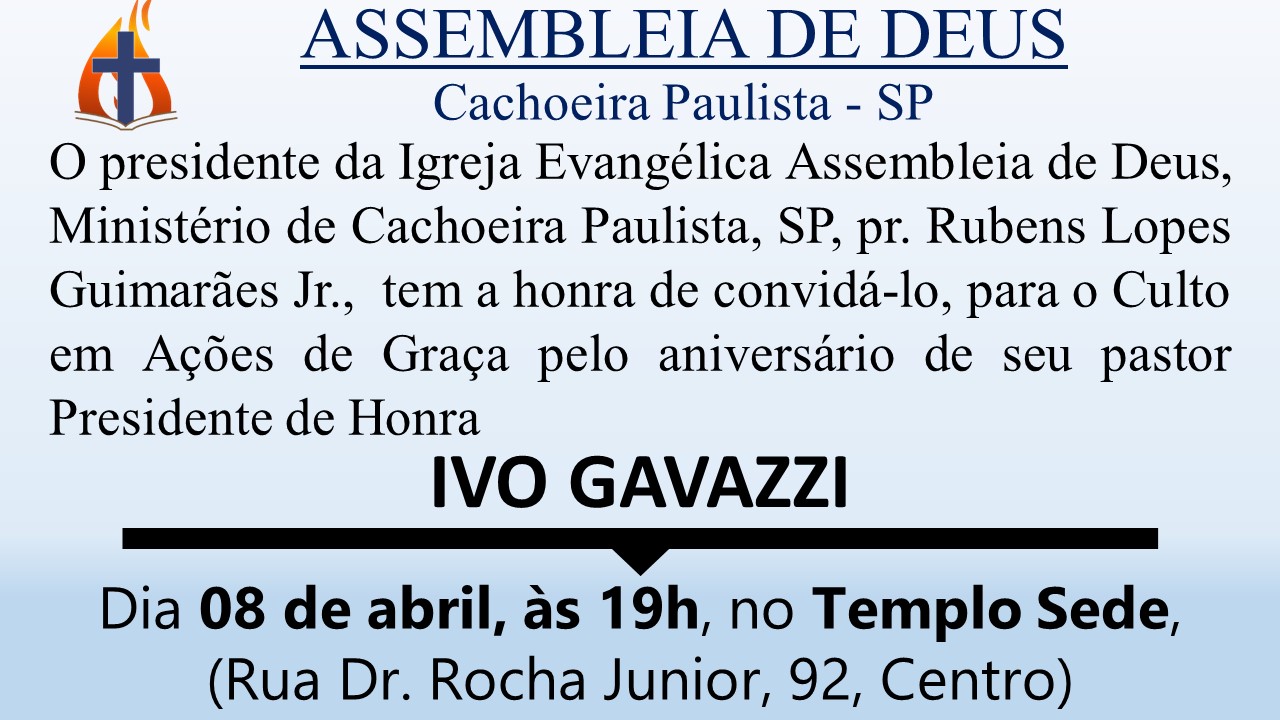 ASSEMBLEIA DE DEUS
Cachoeira Paulista - SP
O presidente da Igreja Evangélica Assembleia de Deus,
Ministério de Cachoeira Paulista, SP, pr. Rubens Lopes
Guimarães Jr.,  tem a honra de convidá-lo, para o Culto
em Ações de Graça pelo aniversário de seu pastor
Presidente de Honra
IVO GAVAZZI
Dia 08 de abril, às 19h, no Templo Sede,
(Rua Dr. Rocha Junior, 92, Centro)